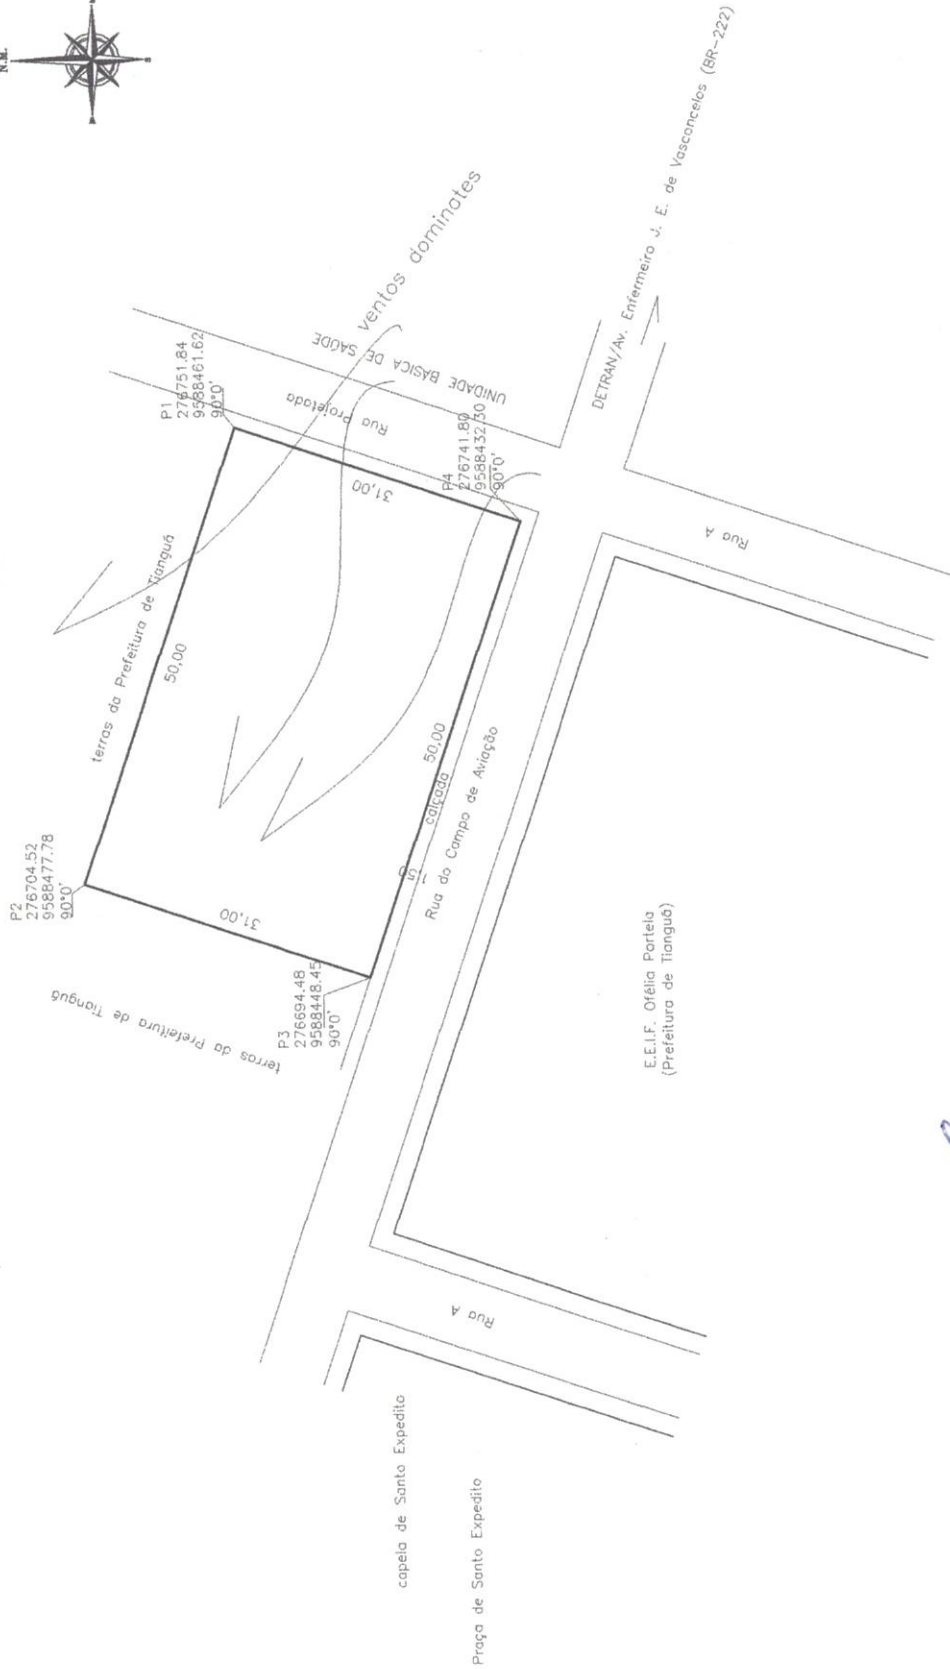 N.M.
P2
276704.52
9588477.78
90°0'
terras da Prefeitura de Tianguá
50,00
P1
276751.84
9588461.62
90°0'
ventos dominates
UNIDADE BASICA DE SAÚDE
Rua Projetada
31,00
P4
276741.80
9588432.30
90°0'
DETRAN/Av. Enfermeiro J. E. de Vasconcelos (BR-222)
31,00
terras da Prefeitura de Tianguá
P3
276694.48
9588448.45
90°0'
50,00
calçada
1,50
Rua do Campo de Aviação
Rua A
E.E.I.F. Ofélia Portela
(Prefeitura de Tianguá)
Rua A
capela de Santo Expedito
Praça de Santo Expedito